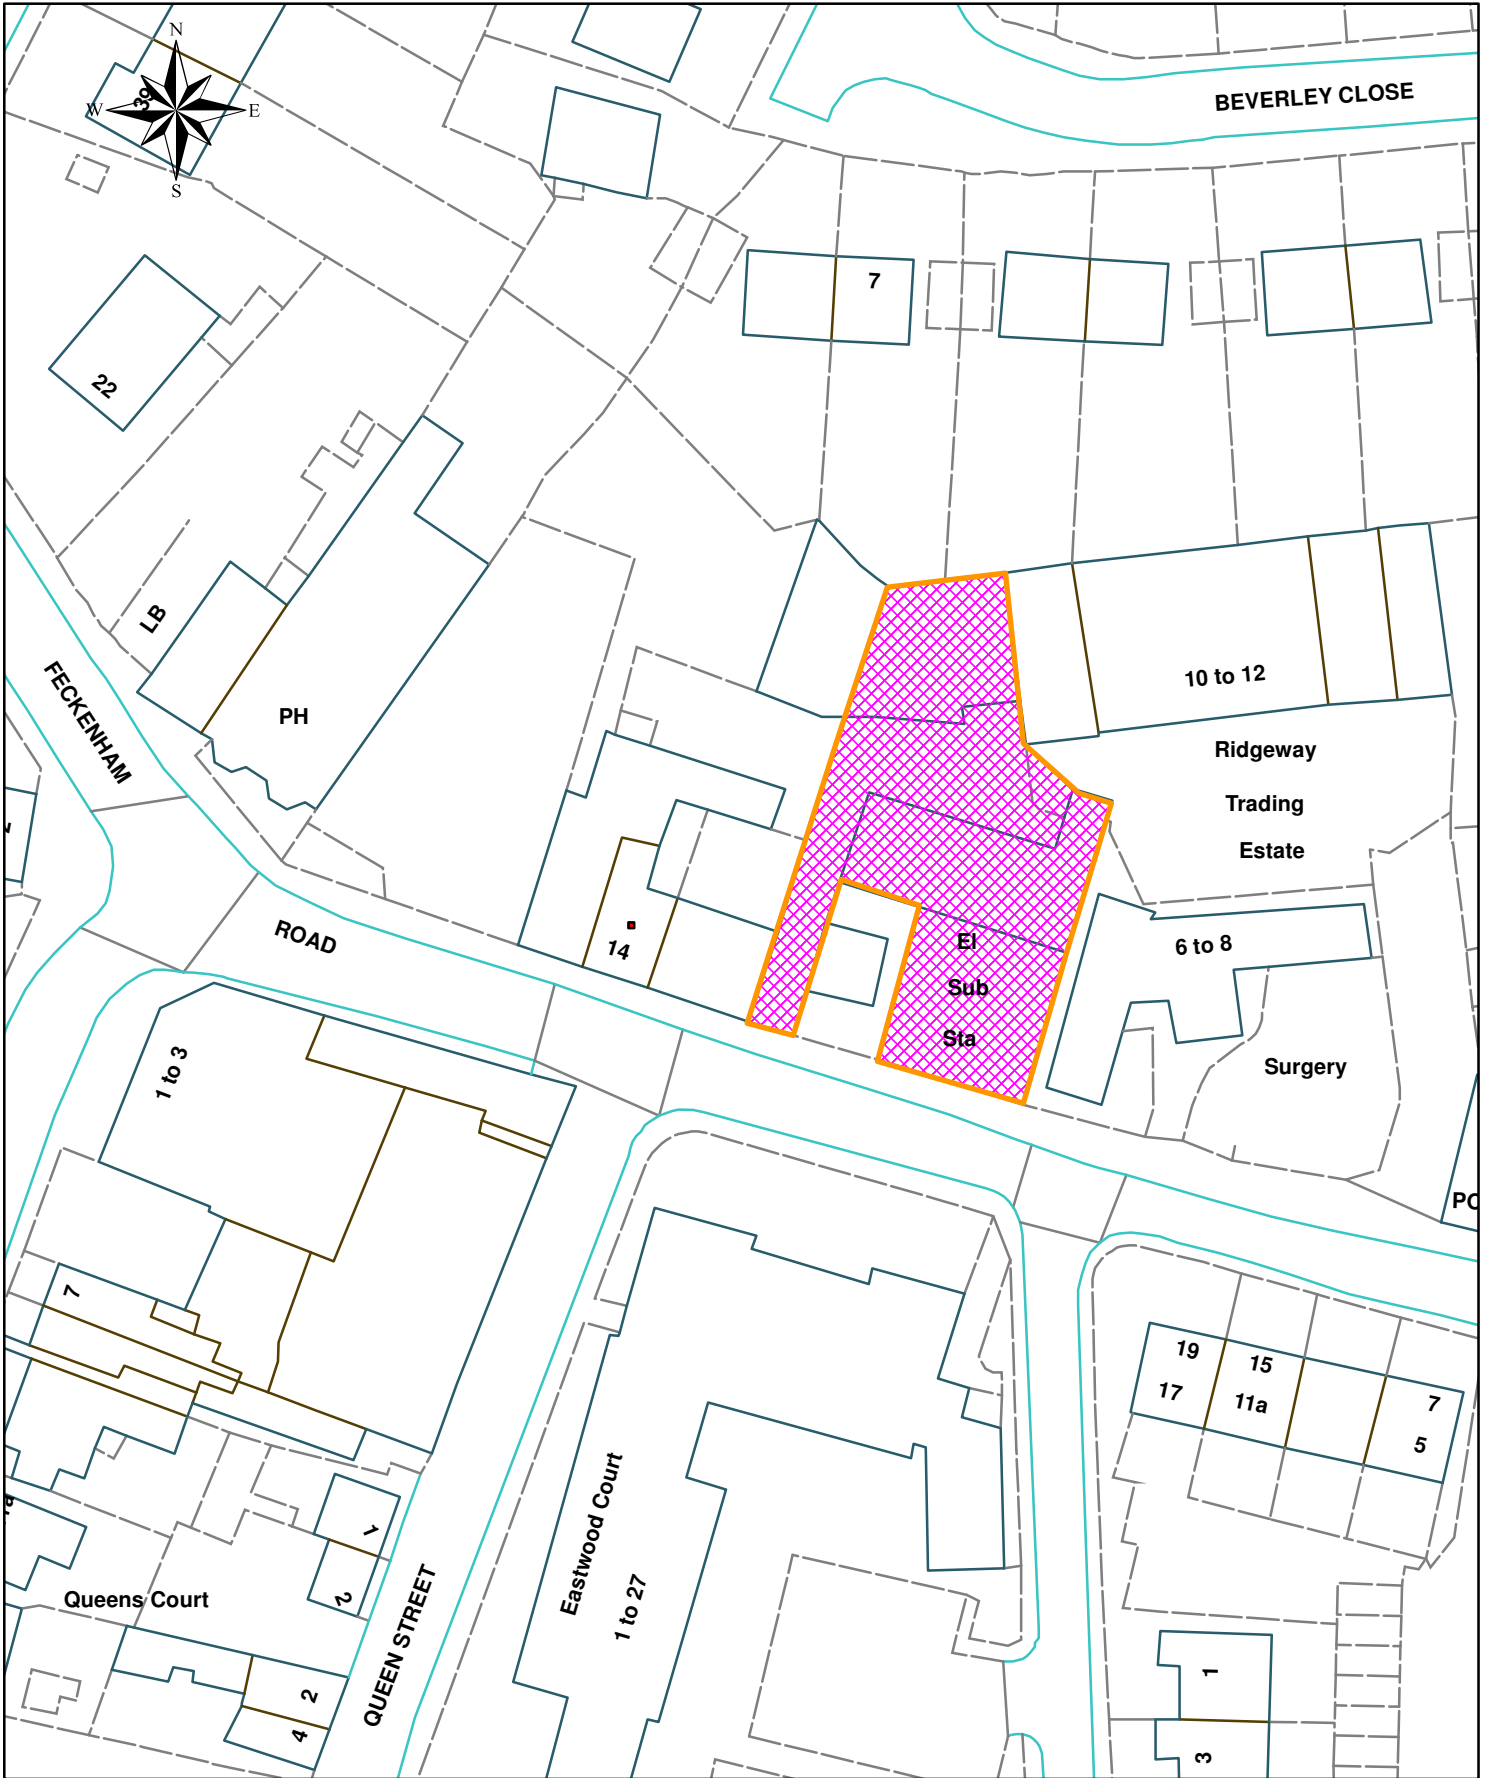 N
W
E
S
39
BEVERLEY CLOSE
7
22
LB
FECKENHAM
PH
10 to 12
Ridgeway
Trading
Estate
14
ROAD
El
Sub
Sta
6 to 8
Surgery
1 to 3
PO
7
19
17
15
11a
7
5
Eastwood Court
1 to 27
1
2
Queens Court
QUEEN STREET
2
4
1
3